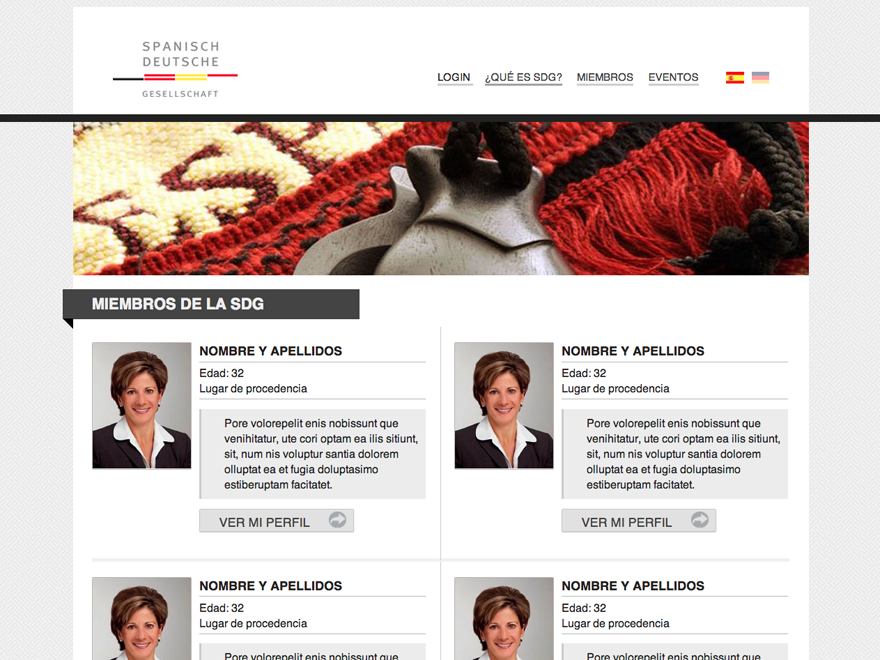 SPANISCH
DEUTSCHE
GESELLSCHAFT
LOGIN ¿QUÉ ES SDG? MIEMBROS EVENTOS
MIEMBROS DE LA SDG
NOMBRE Y APELLIDOS
Edad: 32
Lugar de procedencia
Pore volorepelit enis nobissunt que
venihitatur, ute cori optam ea ilis sitiunt,
sit, num nis voluptur santia dolorem
olluptat ea et fugia doluptasimo
estiberuptam facitatet.
VER MI PERFIL
NOMBRE Y APELLIDOS
Edad: 32
Lugar de procedencia
Pore volorepelit enis nobissunt que
venihitatur, ute cori optam ea ilis sitiunt,
sit, num nis voluptur santia dolorem
olluptat ea et fugia doluptasimo
estiberuptam facitatet.
VER MI PERFIL
NOMBRE Y APELLIDOS
Edad: 32
Lugar de procedencia
Pore volorepelit enis nobissunt que
NOMBRE Y APELLIDOS
Edad: 32
Lugar de procedencia
Pore volorepelit enis nobissunt que